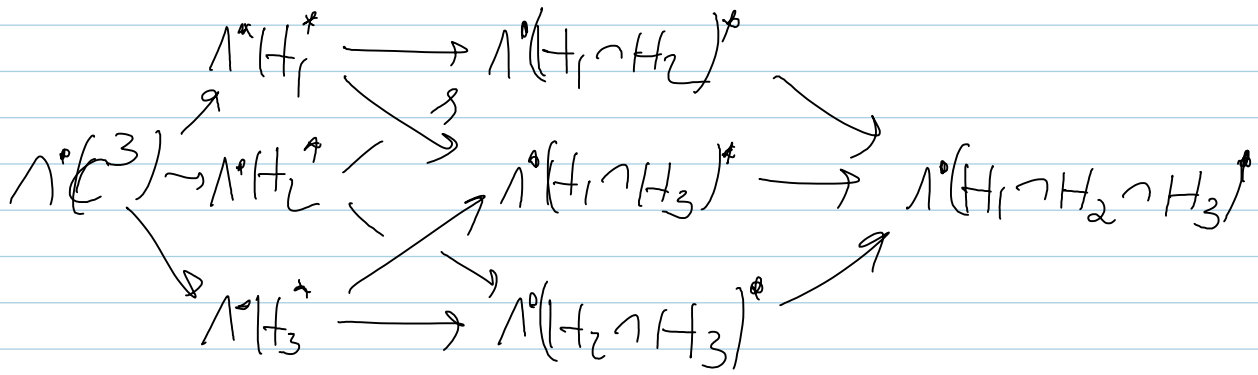 Λ•H₁* → Λ•(H₁∩H₂)*
Λ•(C³) → Λ•H₂* Λ•(H₁∩H₃)* → Λ•(H₁∩H₂∩H₃)*
Λ•H₃* → Λ•(H₂∩H₃)*